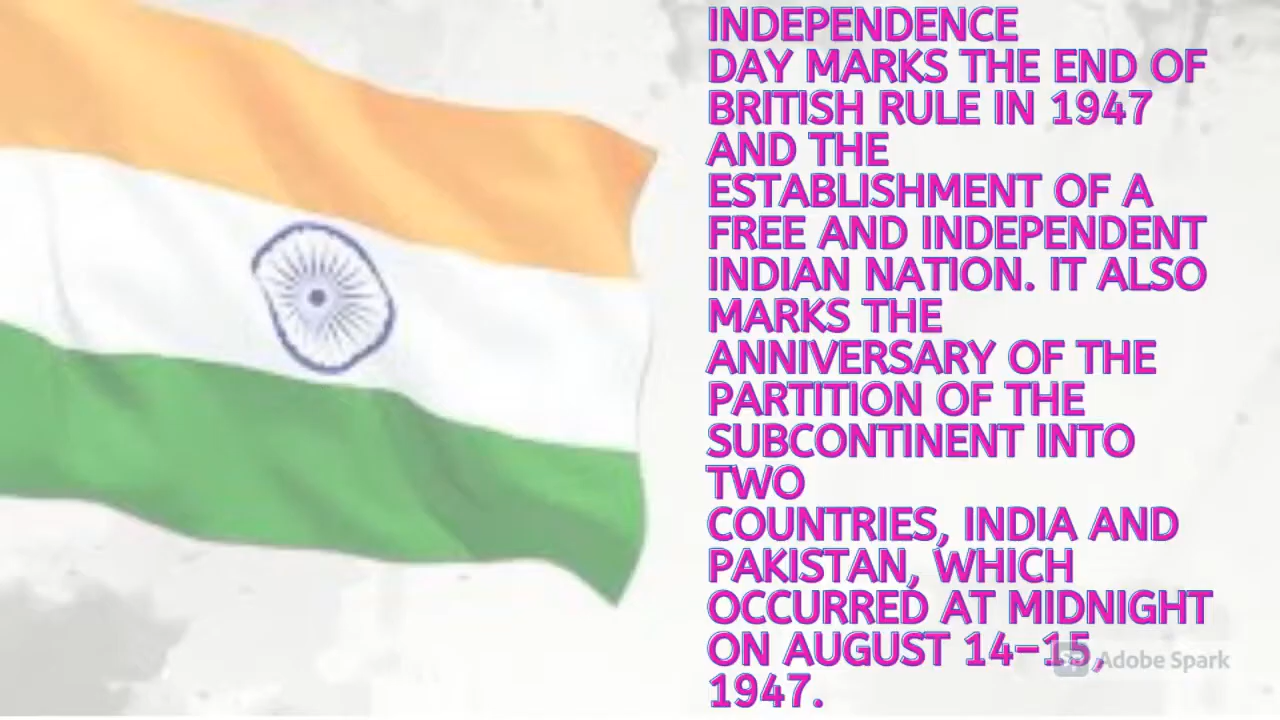 INDEPENDENCE
DAY MARKS THE END OF
BRITISH RULE IN 1947
AND THE
ESTABLISHMENT OF A
FREE AND INDEPENDENT
INDIAN NATION. IT ALSO
MARKS THE
ANNIVERSARY OF THE
PARTITION OF THE
SUBCONTINENT INTO
TWO
COUNTRIES, INDIA AND
PAKISTAN, WHICH
OCCURRED AT MIDNIGHT
ON AUGUST 14–15,
1947.
Sp Adobe Spark